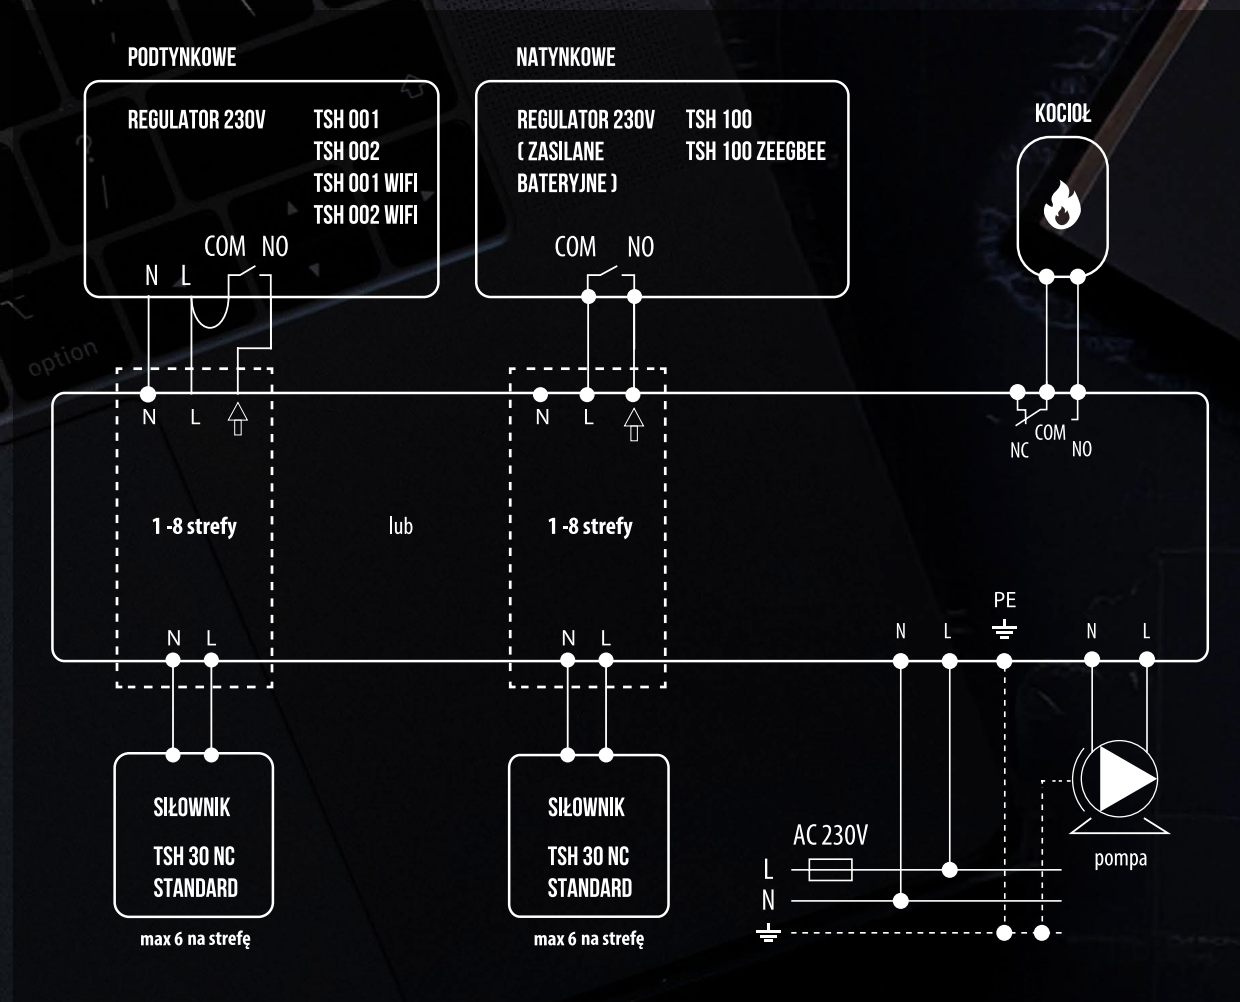 PODTYNKOWE
REGULATOR 230V
TSH 001
TSH 002
TSH 001 WIFI
TSH 002 WIFI
COM NO
N L
NATYNKOWE
REGULATOR 230V
( ZASILANE
BATERYJNE )
TSH 100
TSH 100 ZEEGBEE
COM NO
KOCIOŁ
?
option
N L
N L
NC COM NO
1 -8 strefy
lub
1 -8 strefy
N L
N L
N L PE N L
SIŁOWNIK
TSH 30 NC
STANDARD
max 6 na strefę
SIŁOWNIK
TSH 30 NC
STANDARD
max 6 na strefę
AC 230V
L
N
pompa